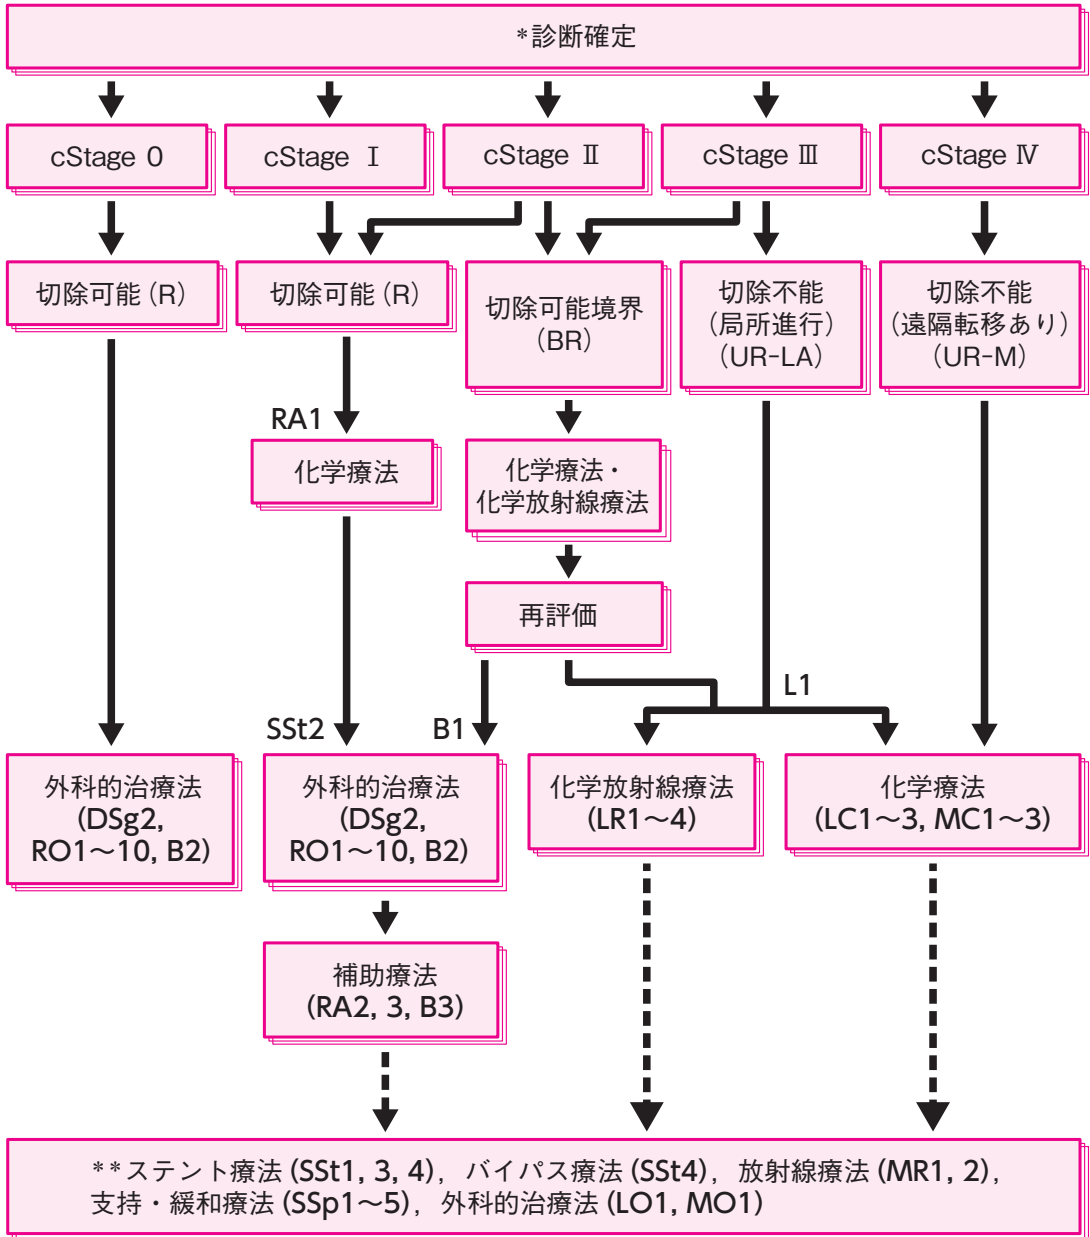 *診断確定
cStage 0
cStage Ⅰ
cStage Ⅱ
cStage Ⅲ
cStage Ⅳ
切除可能(R)
切除可能(R)
切除可能境界
(BR)
切除不能
(局所進行)
(UR-LA)
切除不能
(遠隔転移あり)
(UR-M)
RA1
化学療法
化学療法・
化学放射線療法
再評価
L1
SSt2
B1
外科的治療法
(DSg2,
RO1〜10, B2)
外科的治療法
(DSg2,
RO1〜10, B2)
化学放射線療法
(LR1〜4)
化学療法
(LC1〜3, MC1〜3)
補助療法
(RA2, 3, B3)
**ステント療法(SSt1, 3, 4),バイパス療法(SSt4),放射線療法(MR1, 2),
支持・緩和療法(SSp1〜5),外科的治療法(LO1, MO1)